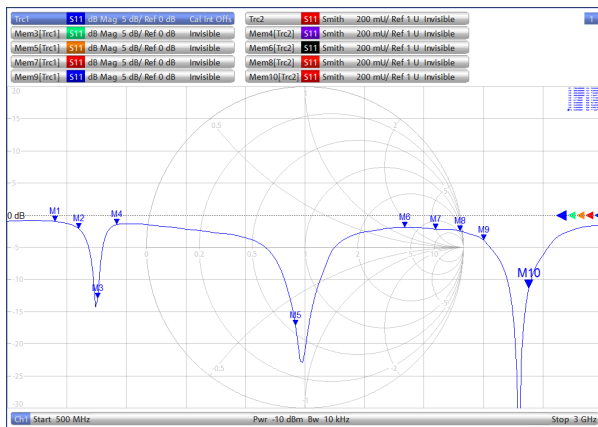 Trc1 S11 dB Mag 5 dB/ Ref 0 dB Cal int Offs
Trc2 S11 Smith 200 mU/ Ref 1 U Invisible
1
Mem3[Trc1] S11 dB Mag 5 dB/ Ref 0 dB Invisible
Mem4[Trc2] S11 Smith 200 mU/ Ref 1 U Invisible
Mem5[Trc1] S11 dB Mag 5 dB/ Ref 0 dB Invisible
Mem6[Trc2] S11 Smith 200 mU/ Ref 1 U Invisible
Mem7[Trc1] S11 dB Mag 5 dB/ Ref 0 dB Invisible
Mem8[Trc2] S11 Smith 200 mU/ Ref 1 U Invisible
Mem9[Trc1] S11 dB Mag 5 dB/ Ref 0 dB Invisible
Mem10[Trc2] S11 Smith 200 mU/ Ref 1 U Invisible
20
15
0.5 1 2
10
5
0 dB M1 M2 M4 M6 M7 M8
M9
-5 0 0.2 0.5 1 2 5 10
-10 M3 M10
-15 M5
-20 -0.5 -2
-25 -1
-30
Ch1 Start 500 MHz Pwr -10 dBm Bw 10 kHz Stop 3 GHz